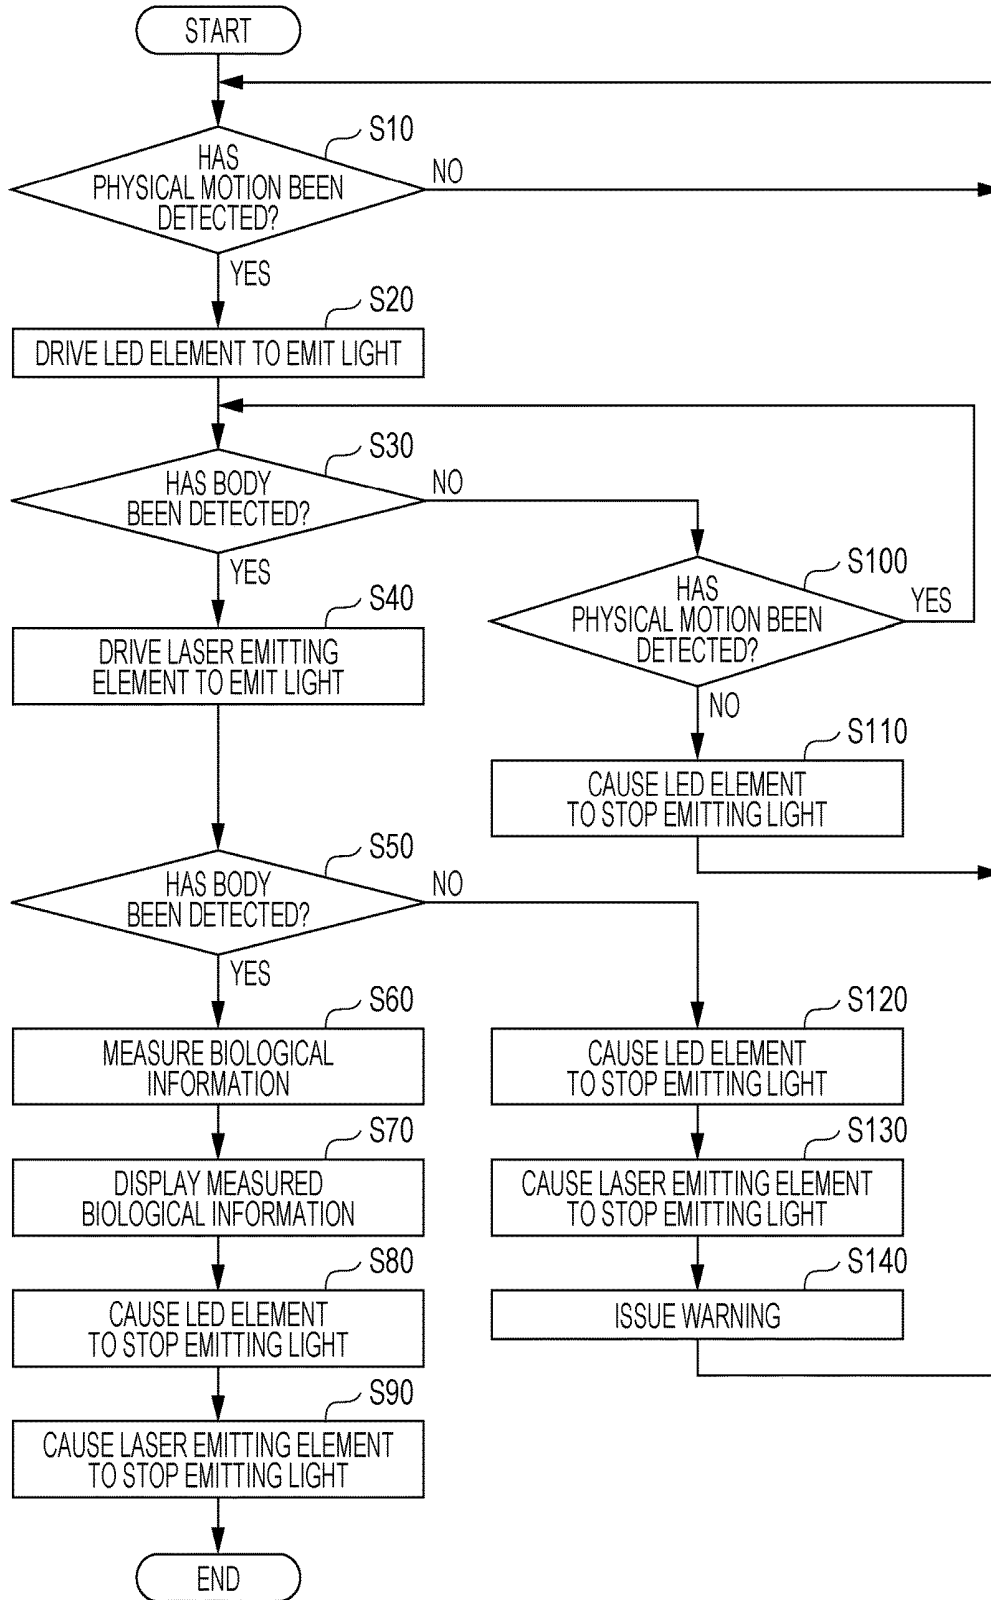 START
S10
HAS
PHYSICAL MOTION BEEN
DETECTED?
NO
YES
S20
DRIVE LED ELEMENT TO EMIT LIGHT
S30
HAS BODY
BEEN DETECTED?
NO
YES
S100
HAS
PHYSICAL MOTION BEEN
DETECTED?
YES
NO
S40
DRIVE LASER EMITTING
ELEMENT TO EMIT LIGHT
S110
CAUSE LED ELEMENT
TO STOP EMITTING LIGHT
S50
HAS BODY
BEEN DETECTED?
NO
YES
S60
MEASURE BIOLOGICAL
INFORMATION
S70
DISPLAY MEASURED
BIOLOGICAL INFORMATION
S80
CAUSE LED ELEMENT
TO STOP EMITTING LIGHT
S90
CAUSE LASER EMITTING ELEMENT
TO STOP EMITTING LIGHT
END
S120
CAUSE LED ELEMENT
TO STOP EMITTING LIGHT
S130
CAUSE LASER EMITTING ELEMENT
TO STOP EMITTING LIGHT
S140
ISSUE WARNING